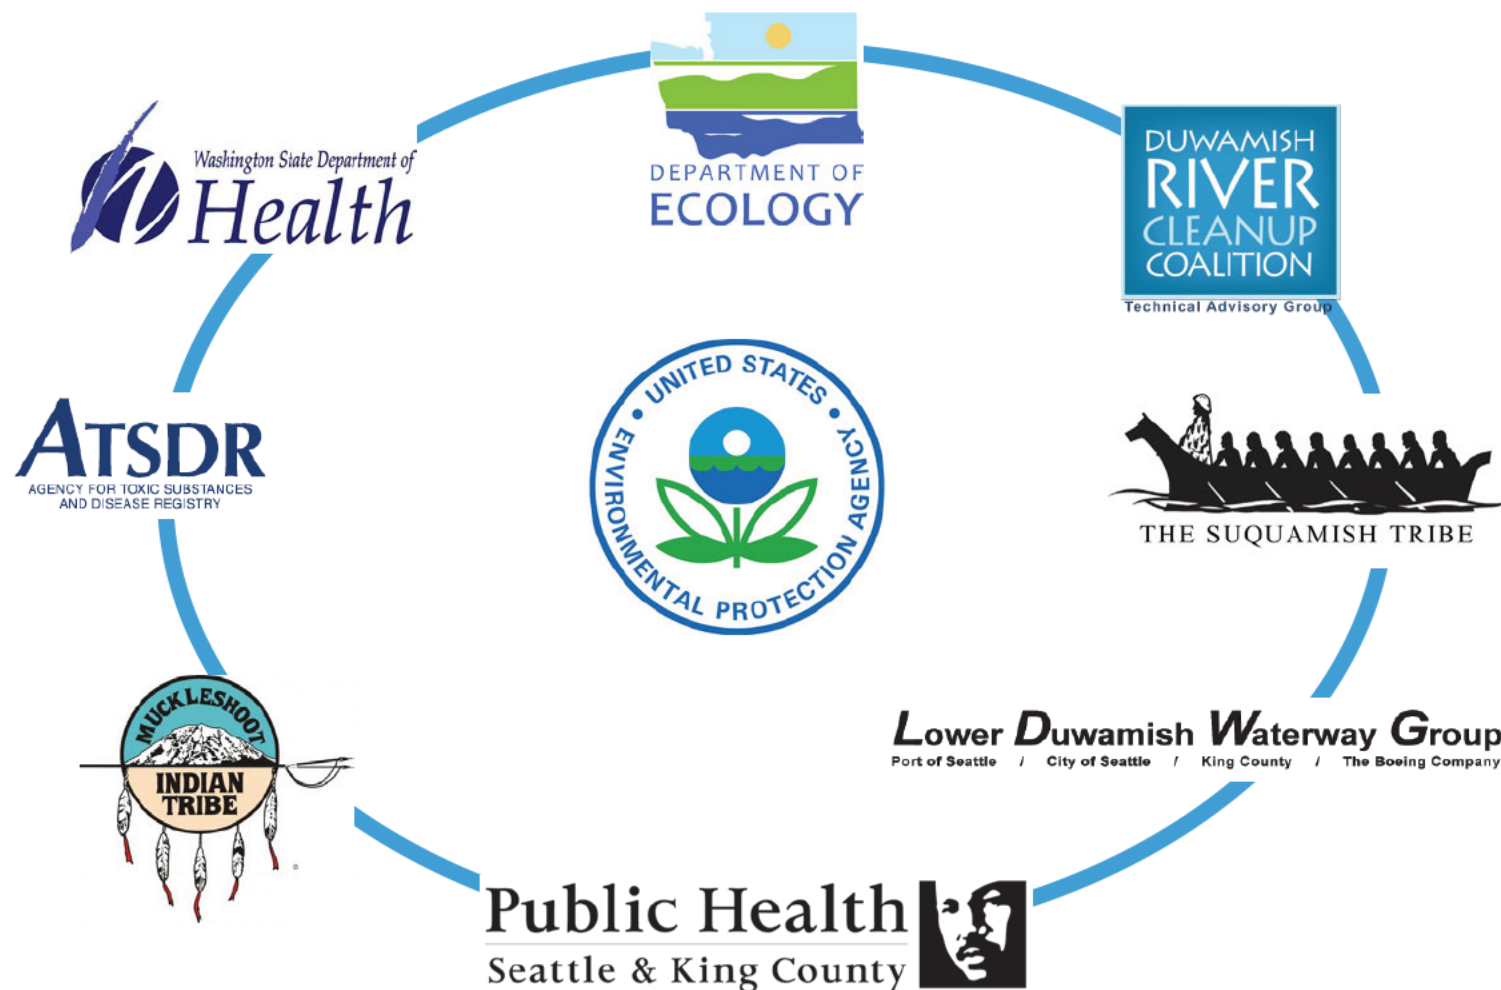 DEPARTMENT OF
ECOLOGY
Washington State Department of
Health
DUWAMISH
RIVER
CLEANUP
COALITION
Technical Advisory Group
UNITED STATES
ENVIRONMENTAL PROTECTION AGENCY
ATSDR
AGENCY FOR TOXIC SUBSTANCES
AND DISEASE REGISTRY
THE SUQUAMISH TRIBE
MUCKLESHOOT
INDIAN
TRIBE
Lower Duwamish Waterway Group
Port of Seattle / City of Seattle / King County / The Boeing Company
Public Health
Seattle & King County